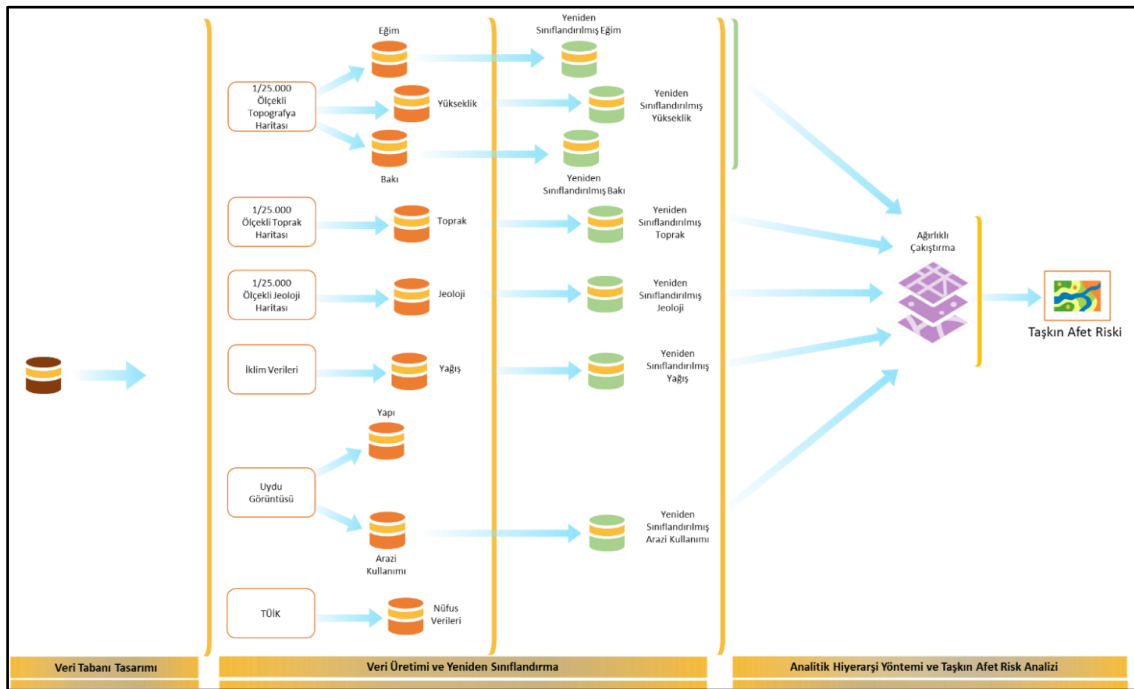 Eğim
Yeniden
Sınıflandırılmış Eğim
1/25.000
Ölçekli
Topografya
Haritası
Yükseklik
Yeniden
Sınıflandırılmış
Yükseklik
Bakı
Yeniden
Sınıflandırılmış Bakı
1/25.000
Ölçekli Toprak
Haritası
Toprak
Yeniden
Sınıflandırılmış
Toprak
Ağırlıklı
Çakıştırma
1/25.000
Ölçekli Jeoloji
Haritası
Jeoloji
Yeniden
Sınıflandırılmış
Jeoloji
Taşkın Afet Riski
İklim Verileri
Yağış
Yeniden
Sınıflandırılmış
Yağış
Yapı
Uydu
Görüntüsü
Arazi
Kullanımı
Yeniden
Sınıflandırılmış
Arazi Kullanımı
TÜİK
Nüfus
Verileri
Veri Tabanı Tasarımı
Veri Üretimi ve Yeniden Sınıflandırma
Analitik Hiyerarşi Yöntemi ve Taşkın Afet Risk Analizi